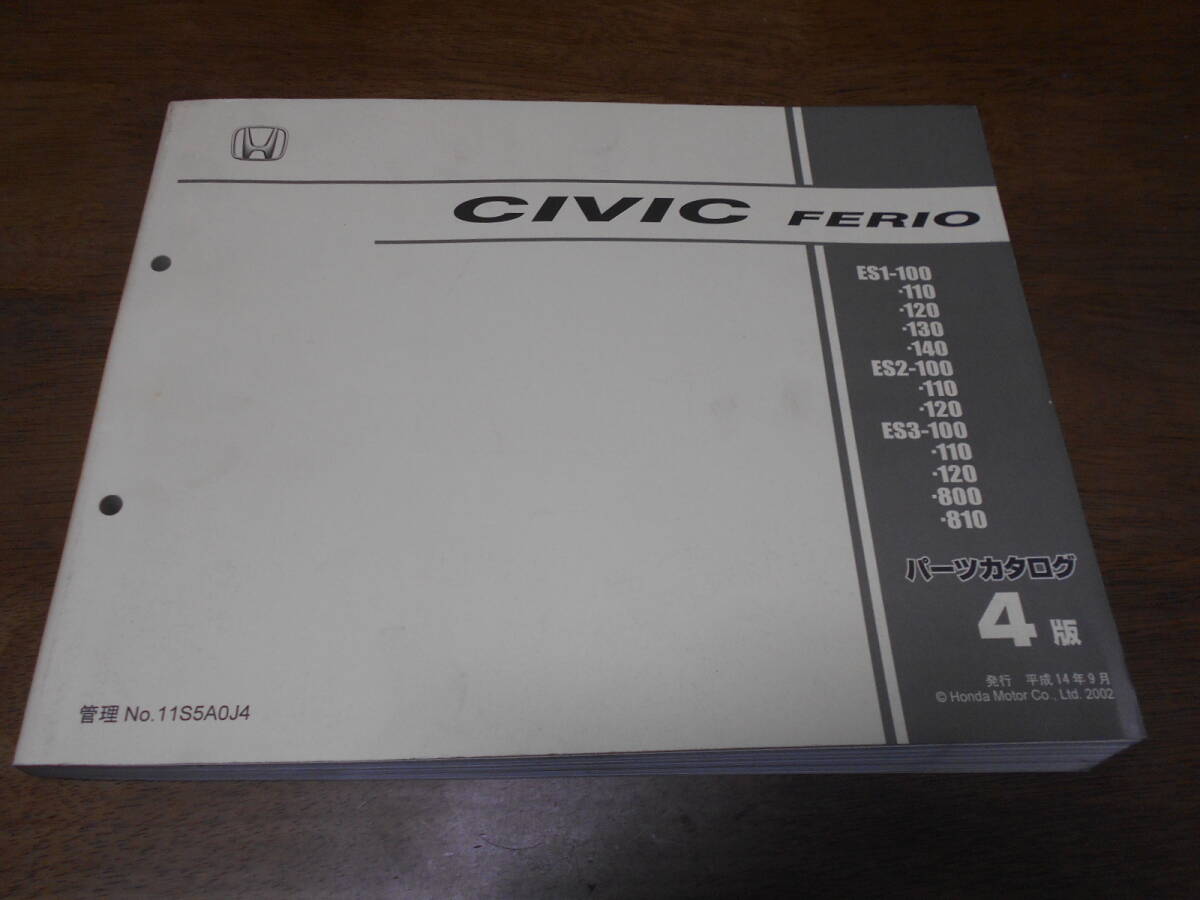 CIVIC FERIO
ES1-100
·110
·120
·130
·140
ES2-100
·110
·120
ES3-100
·110
·120
·800
·810
パーツカタログ
4版
発行 平成14年9月
© Honda Motor Co., Ltd. 2002
管理 No.11S5A0J4